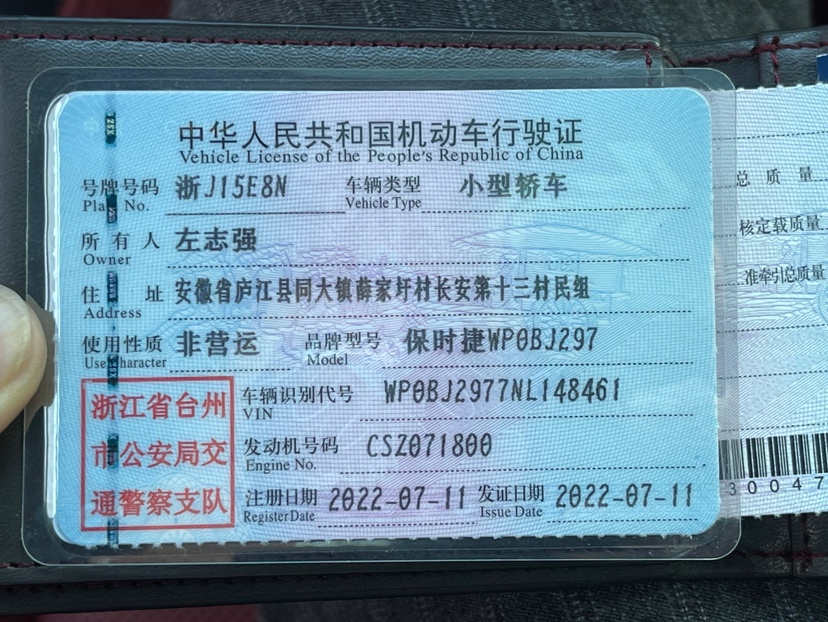 中华人民共和国机动车行驶证
Vehicle License of the People's Republic of China
号牌号码 浙J15E8N 车辆类型 小型轿车
Plate No. Vehicle Type
所有人 左志强
Owner
住址 安徽省庐江县同大镇薛家圩村长安第十三村民组
Address
使用性质 非营运 品牌型号 保时捷WP0BJ297
Use Character Model
浙江省台州
市公安局交
通警察支队
车辆识别代号 WP0BJ2977NL148461
VIN
发动机号码 CSZ071800
Engine No.
注册日期 2022-07-11 发证日期 2022-07-11
Register Date Issue Date
总质量
核定载质量
准牵引总质量
30047